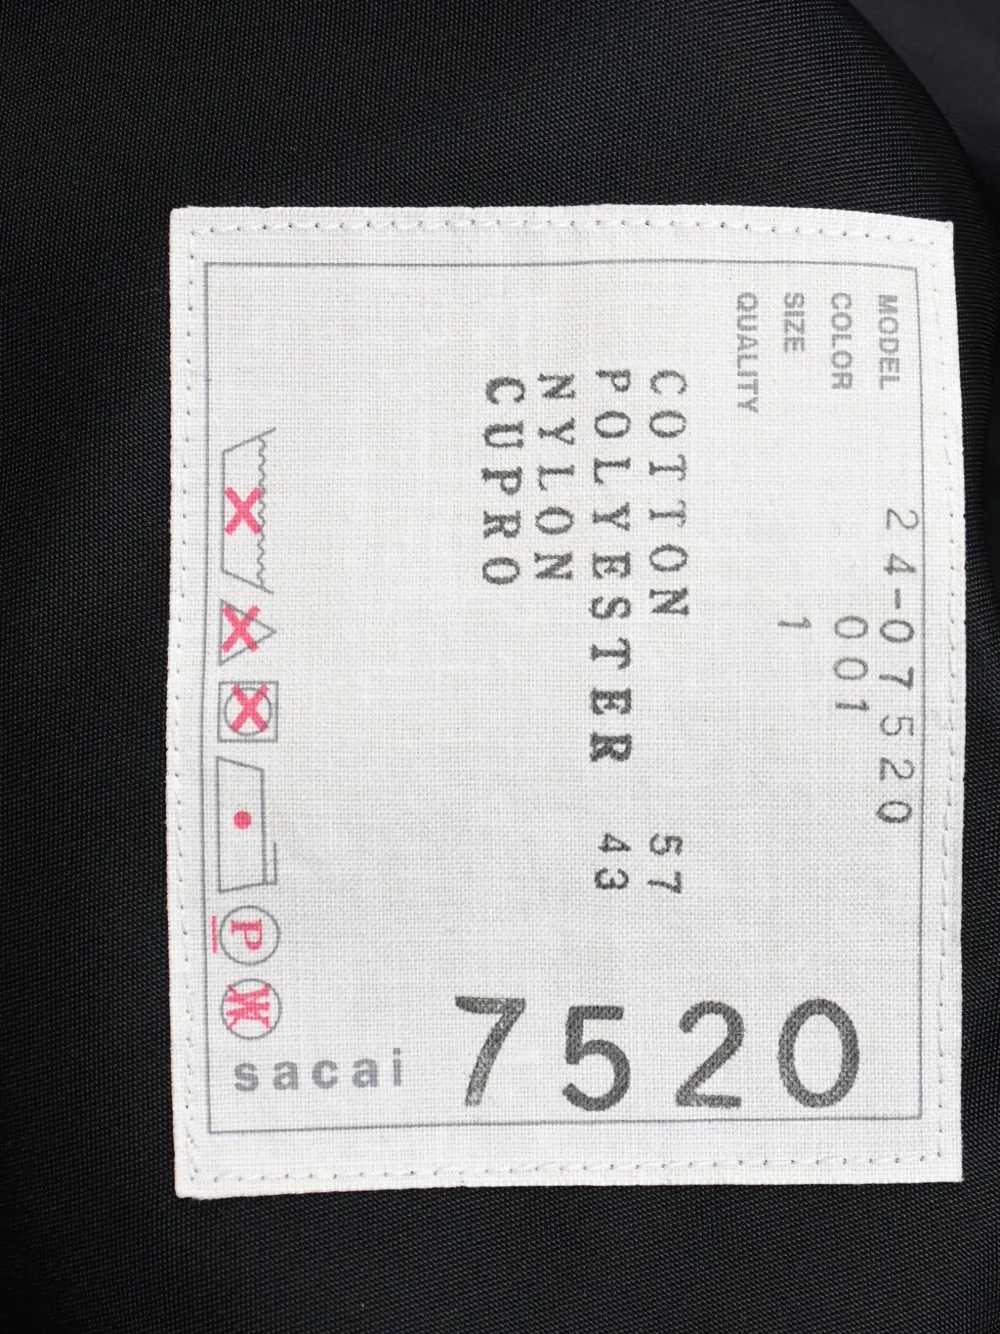 MODEL 24-07520
COLOR 001
SIZE 1
QUALITY
COTTON 57
POLYESTER 43
NYLON
CUPRO
7520
P W
sacai